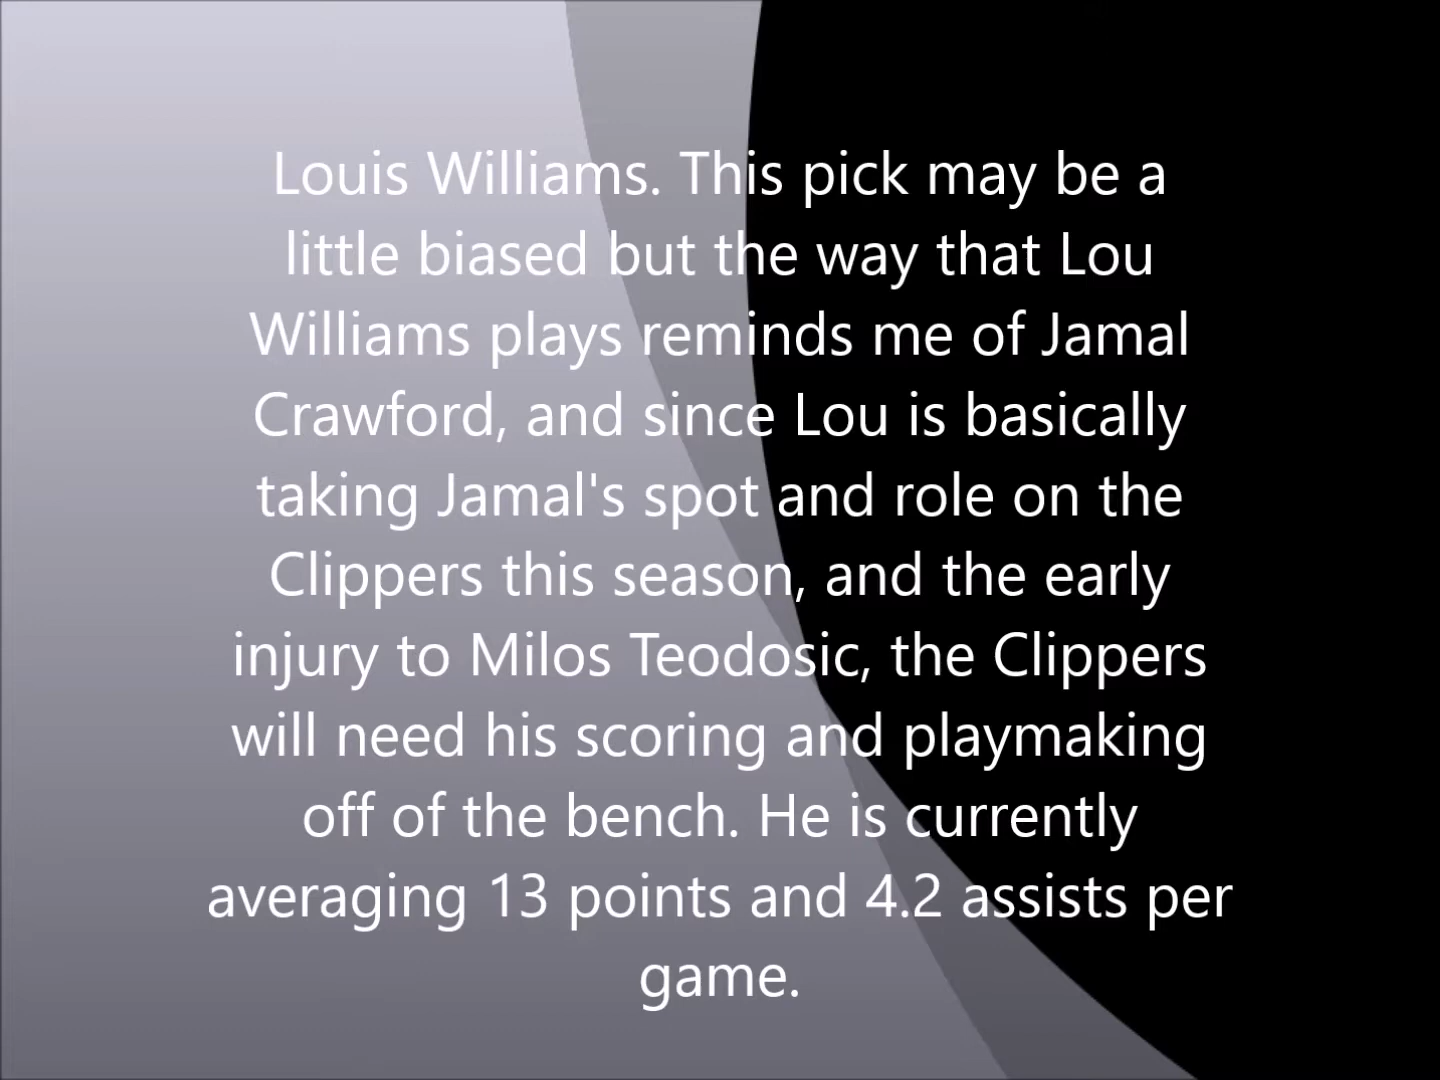 Louis Williams. This pick may be a
little biased but the way that Lou
Williams plays reminds me of Jamal
Crawford, and since Lou is basically
taking Jamal's spot and role on the
Clippers this season, and the early
injury to Milos Teodosic, the Clippers
will need his scoring and playmaking
off of the bench. He is currently
averaging 13 points and 4.2 assists per
game.